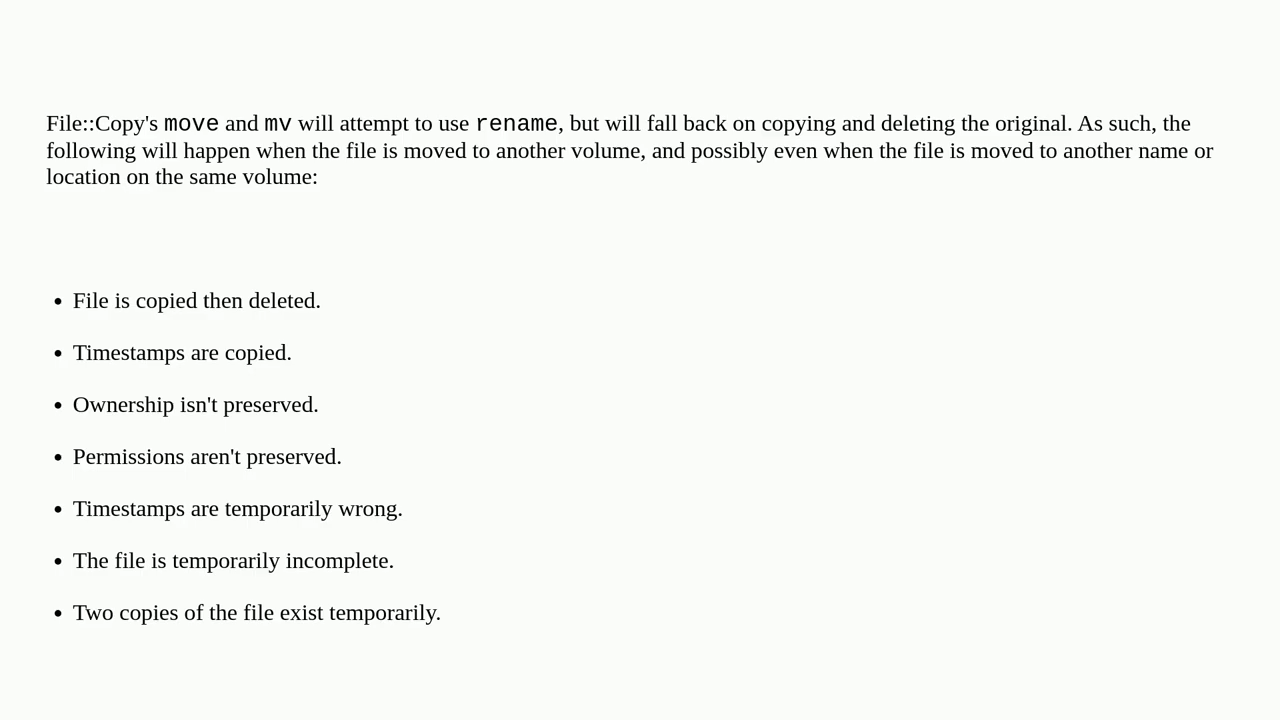 File::Copy's move and mv will attempt to use rename, but will fall back on copying and deleting the original. As such, the
following will happen when the file is moved to another volume, and possibly even when the file is moved to another name or
location on the same volume:
• File is copied then deleted.
• Timestamps are copied.
• Ownership isn't preserved.
• Permissions aren't preserved.
• Timestamps are temporarily wrong.
• The file is temporarily incomplete.
• Two copies of the file exist temporarily.